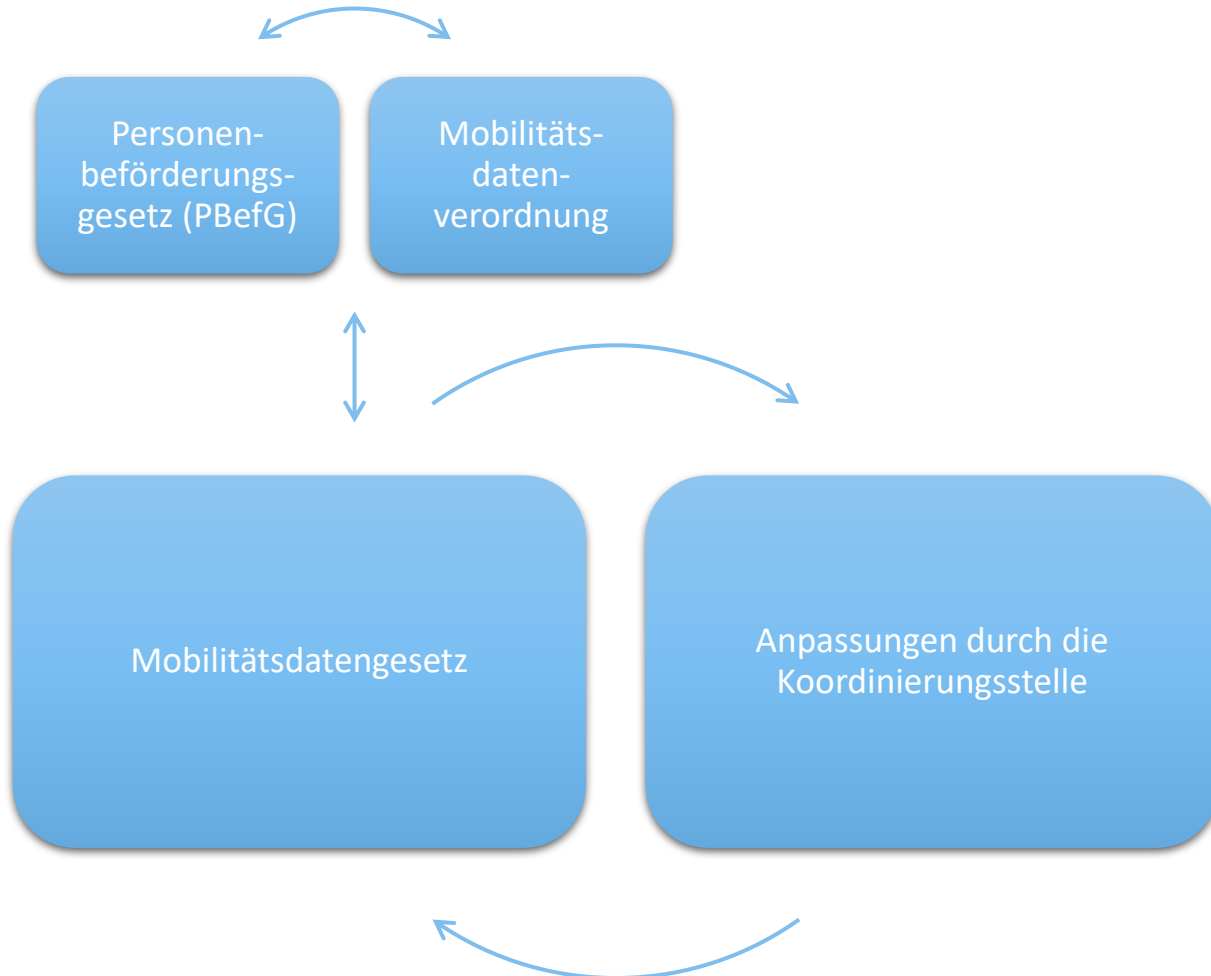 Personen-
beförderungs-
gesetz (PBefG)
Mobilitäts-
daten-
verordnung
Mobilitätsdatengesetz
Anpassungen durch die
Koordinierungsstelle